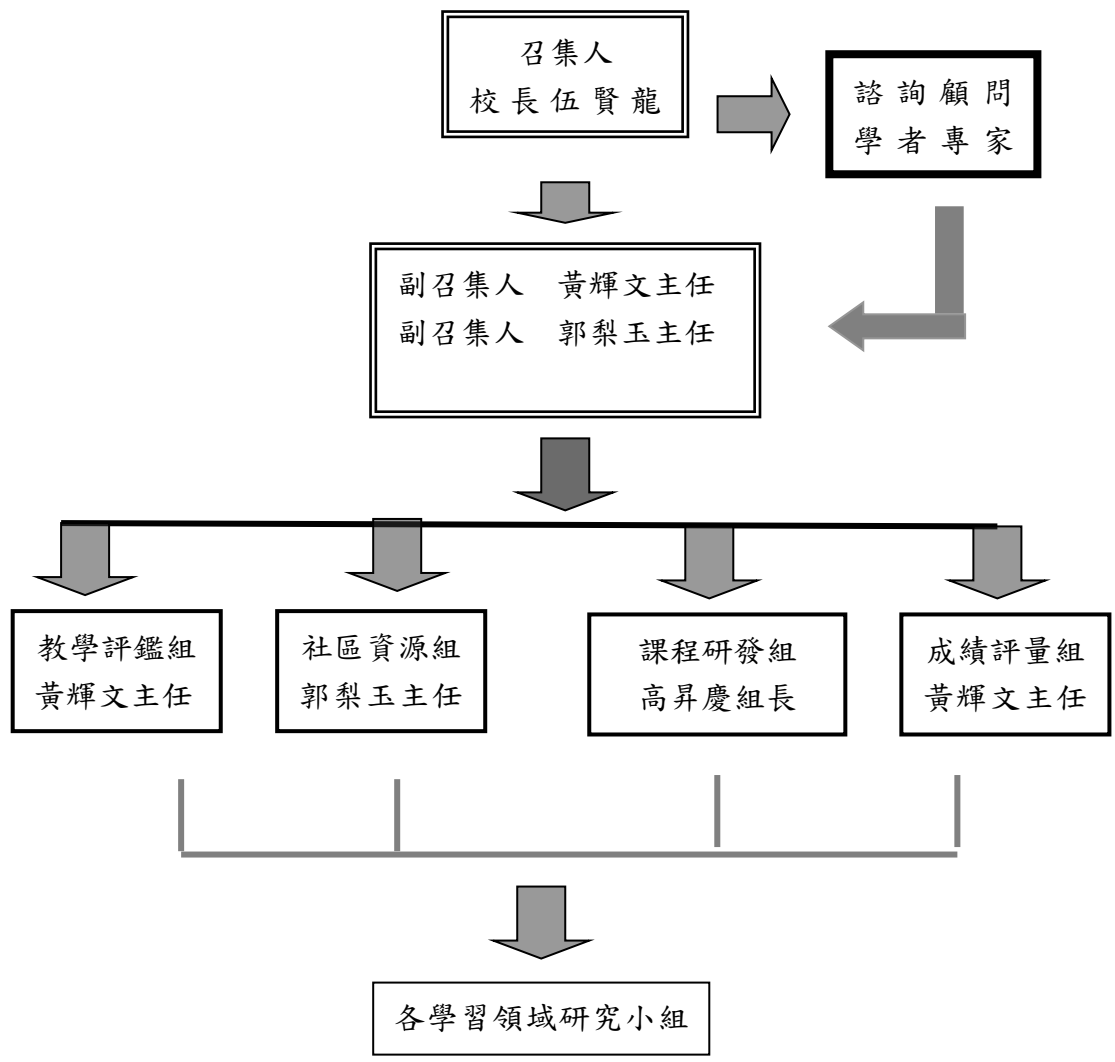 召集人
校長伍賢龍
諮詢顧問
學者專家
副召集人　黃輝文主任
副召集人　郭梨玉主任
教學評鑑組
黃輝文主任
社區資源組
郭梨玉主任
課程研發組
高昇慶組長
成績評量組
黃輝文主任
各學習領域研究小組